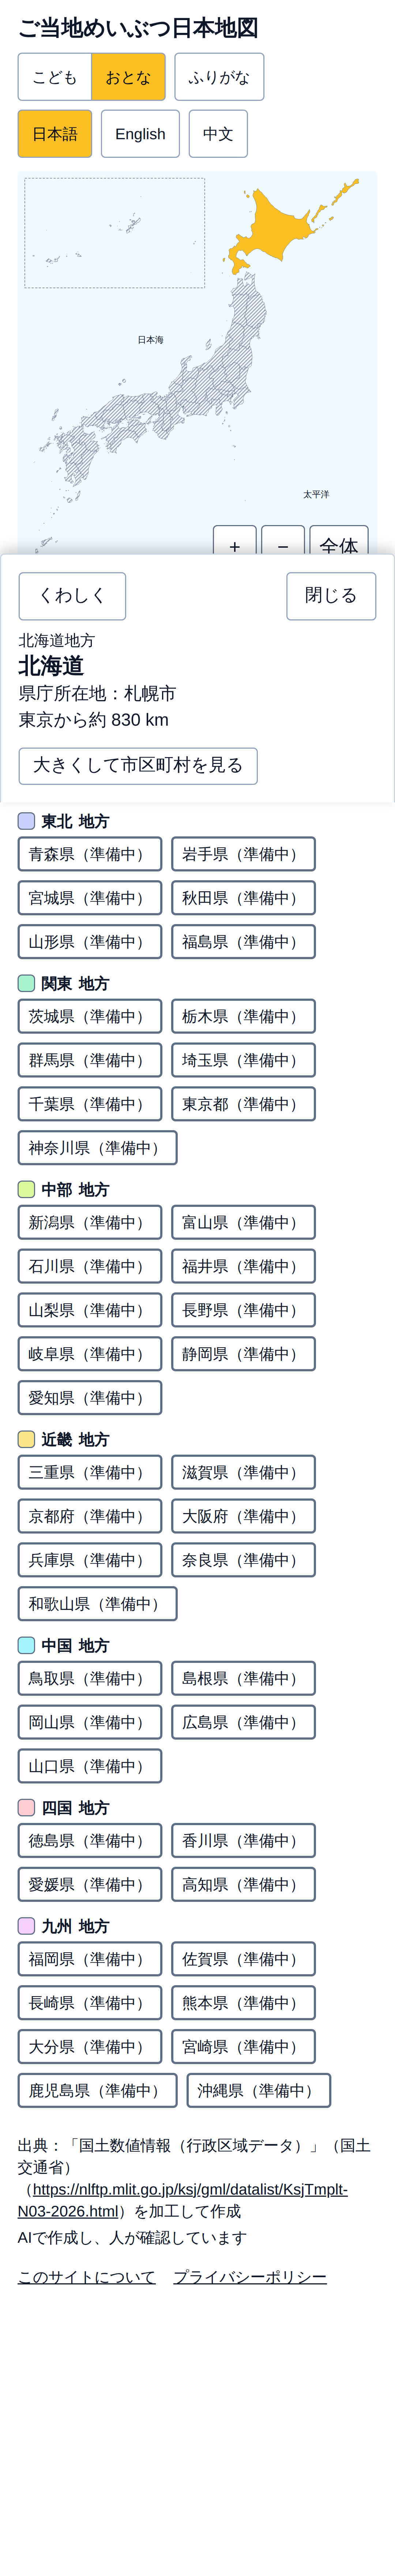 ご当地めいぶつ日本地図
こども おとな ふりがな
日本語 English 中文
日本海
太平洋
+ − 全体
くわしく 閉じる
北海道地方
北海道
県庁所在地：札幌市
東京から約 830 km
大きくして市区町村を見る
東北 地方
青森県（準備中） 岩手県（準備中）
宮城県（準備中） 秋田県（準備中）
山形県（準備中） 福島県（準備中）
関東 地方
茨城県（準備中） 栃木県（準備中）
群馬県（準備中） 埼玉県（準備中）
千葉県（準備中） 東京都（準備中）
神奈川県（準備中）
中部 地方
新潟県（準備中） 富山県（準備中）
石川県（準備中） 福井県（準備中）
山梨県（準備中） 長野県（準備中）
岐阜県（準備中） 静岡県（準備中）
愛知県（準備中）
近畿 地方
三重県（準備中） 滋賀県（準備中）
京都府（準備中） 大阪府（準備中）
兵庫県（準備中） 奈良県（準備中）
和歌山県（準備中）
中国 地方
鳥取県（準備中） 島根県（準備中）
岡山県（準備中） 広島県（準備中）
山口県（準備中）
四国 地方
徳島県（準備中） 香川県（準備中）
愛媛県（準備中） 高知県（準備中）
九州 地方
福岡県（準備中） 佐賀県（準備中）
長崎県（準備中） 熊本県（準備中）
大分県（準備中） 宮崎県（準備中）
鹿児島県（準備中） 沖縄県（準備中）
出典：「国土数値情報（行政区域データ）」（国土
交通省）
（https://nlftp.mlit.go.jp/ksj/gml/datalist/KsjTmplt-
N03-2026.html）を加工して作成
AIで作成し、人が確認しています
このサイトについて プライバシーポリシー